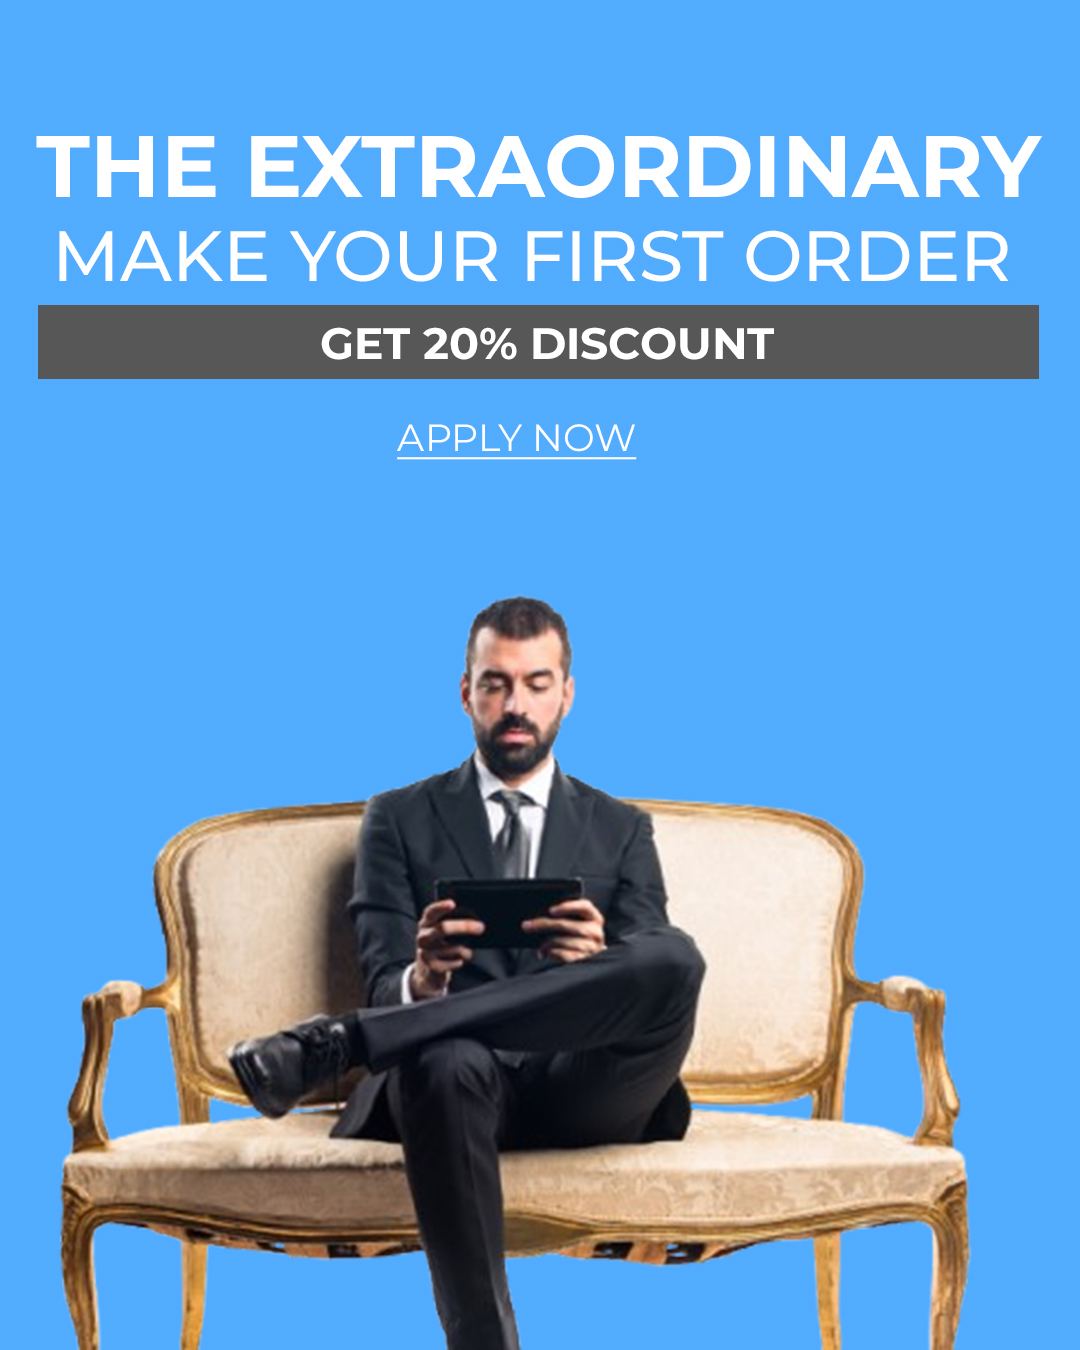 THE EXTRAORDINARY
MAKE YOUR FIRST ORDER
GET 20% DISCOUNT
APPLY NOW